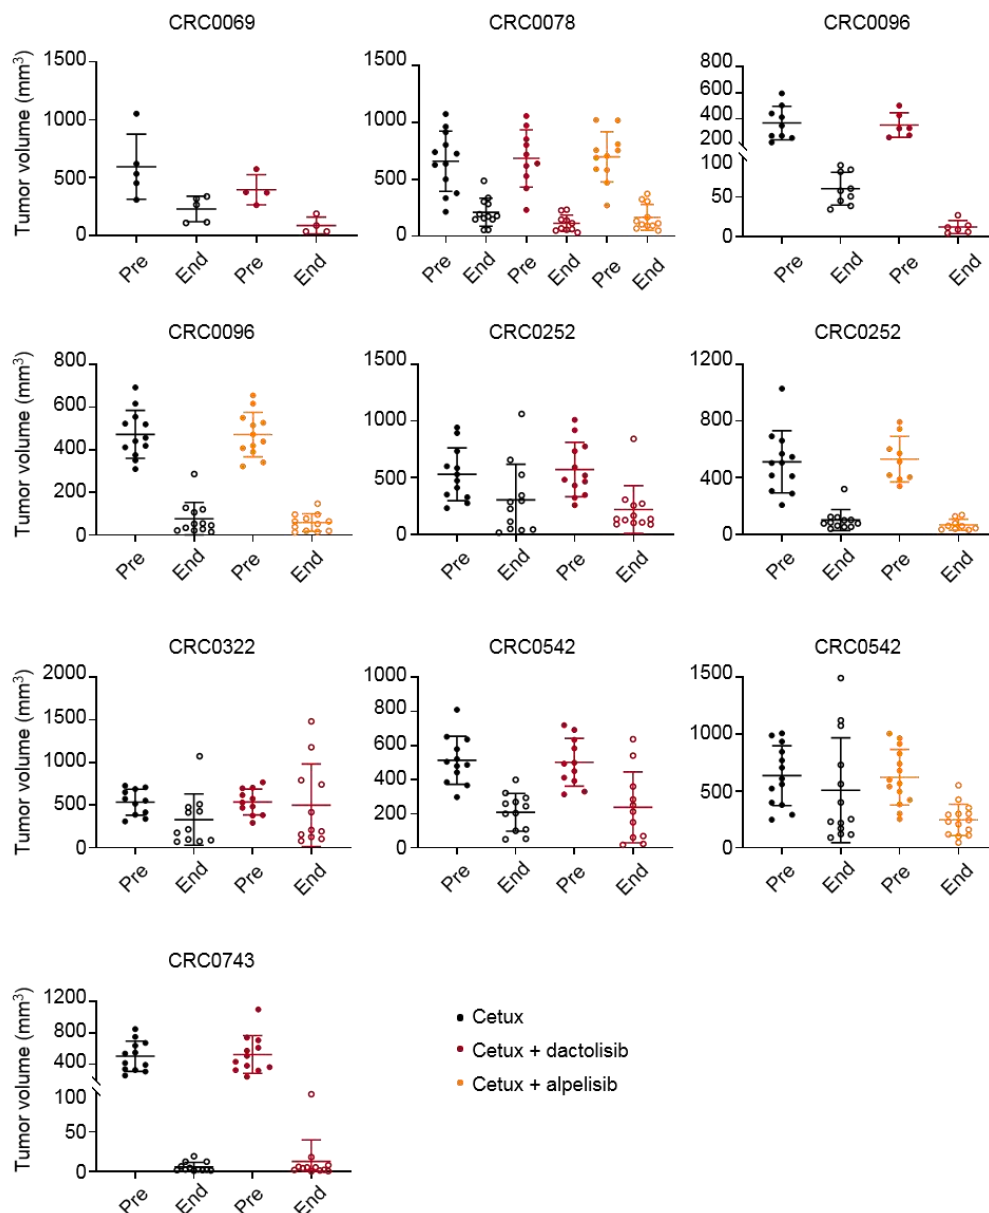 CRC0069
Tumor volume (mm³)
1500
1000
500
0
Pre
End
Pre
End
CRC0078
1500
1000
500
0
Pre
End
Pre
End
Pre
End
CRC0096
800
600
400
200
100
50
0
Pre
End
Pre
End
CRC0096
Tumor volume (mm³)
800
600
400
200
0
Pre
End
Pre
End
CRC0252
1500
1000
500
0
Pre
End
Pre
End
CRC0252
1200
800
400
0
Pre
End
Pre
End
CRC0322
Tumor volume (mm³)
2000
1500
1000
500
0
Pre
End
Pre
End
CRC0542
1000
800
600
400
200
0
Pre
End
Pre
End
CRC0542
1500
1000
500
0
Pre
End
Pre
End
CRC0743
Tumor volume (mm³)
1200
800
400
100
50
0
Pre
End
Pre
End
Cetux
Cetux + dactolisib
Cetux + alpelisib